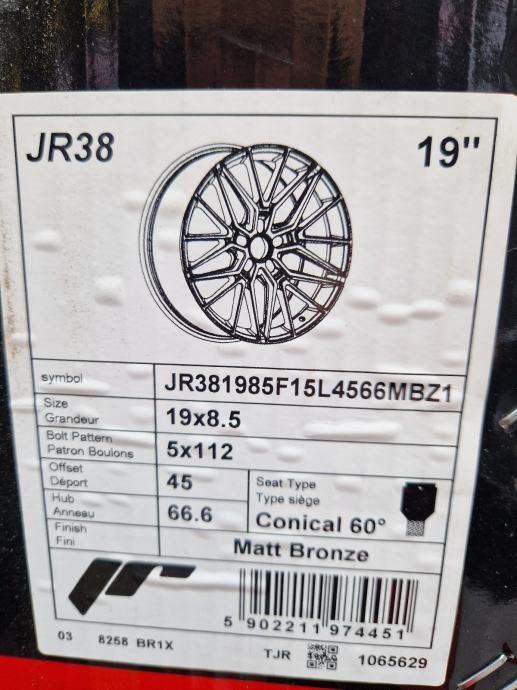 JR38 19"
symbol JR381985F15L4566MBZ1
Size
Grandeur 19x8.5
Bolt Pattern
Patron Boulons 5x112
Offset
Déport 45
Seat Type
Type siège
Conical 60°
Hub
Anneau 66.6
Finish
Fini Matt Bronze
JR
5 902211 974451
03 8258 BR1X TJR 1065629